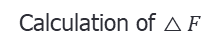 Calculation of △ F